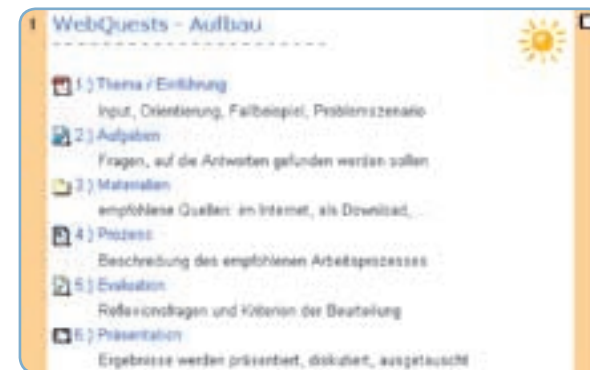 1 WebQuests - Aufbau
1.) Thema / Einführung
Input, Orientierung, Fallbeispiel, Problemszenario
2.) Aufgaben
Fragen, auf die Antworten gefunden werden sollen
3.) Materialien
empfohlene Quellen: im Internet, als Download, ...
4.) Prozess
Beschreibung des empfohlenen Arbeitsprozesses
5.) Evaluation
Reflexionsfragen und Kriterien der Beurteilung
6.) Präsentation
Ergebnisse werden präsentiert, diskutiert, ausgetauscht